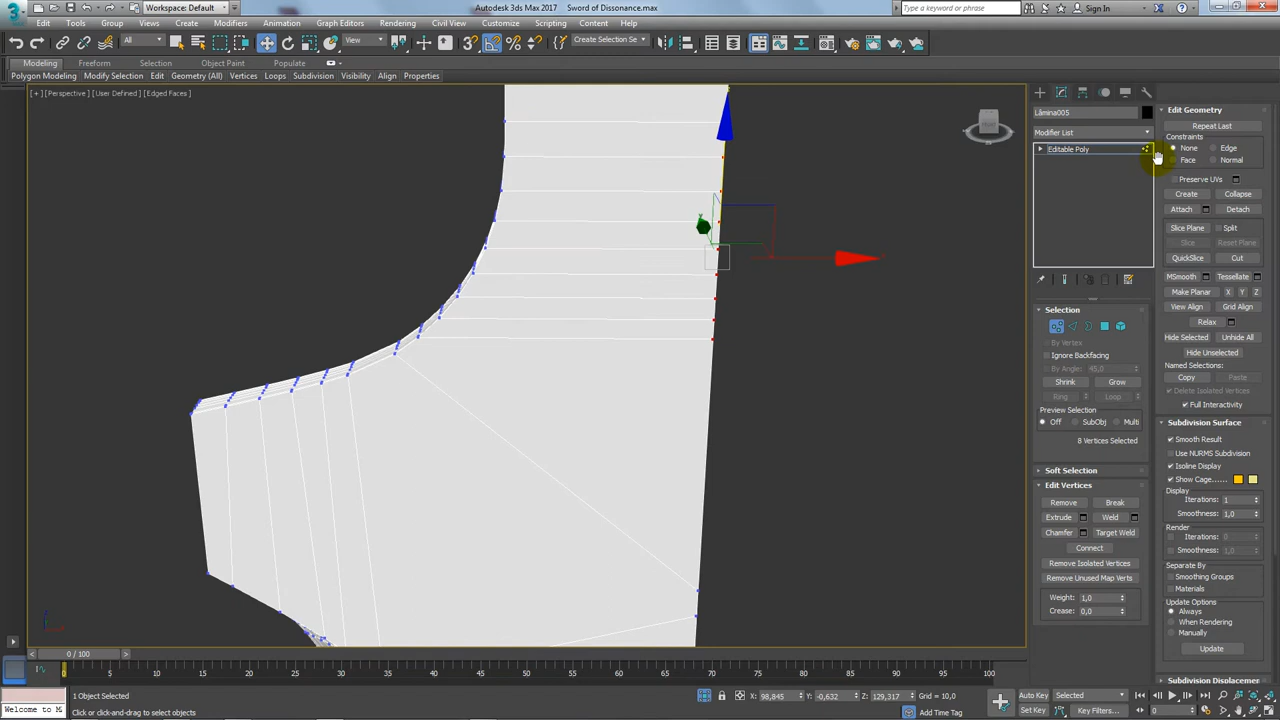 Workspace: Default
Autodesk 3ds Max 2017    Sword of Dissonance.max
Type a keyword or phrase
Sign In
Edit Tools Group Views Create Modifiers Animation Graph Editors Rendering Civil View Customize Scripting Content Help
All View Create Selection Se
Modeling Freeform Selection Object Paint Populate
Polygon Modeling Modify Selection Edit Geometry (All) Vertices Loops Subdivision Visibility Align Properties
[ + ] [Perspective ] [User Defined ] [Edged Faces ]
Lâmina005
Modifier List
Editable Poly
Selection
By Vertex
Ignore Backfacing
By Angle: 45,0
Shrink Grow
Ring Loop
Preview Selection
Off SubObj Multi
8 Vertices Selected
Soft Selection
Edit Vertices
Remove Break
Extrude Weld
Chamfer Target Weld
Connect
Remove Isolated Vertices
Remove Unused Map Verts
Weight: 1,0
Crease: 0,0
Edit Geometry
Repeat Last
Constraints
None Edge
Face Normal
Preserve UVs
Create Collapse
Attach Detach
Slice Plane Split
Slice Reset Plane
QuickSlice Cut
MSmooth Tessellate
Make Planar X Y Z
View Align Grid Align
Relax
Hide Selected Unhide All
Hide Unselected
Named Selections:
Copy Paste
Delete Isolated Vertices
Full Interactivity
Subdivision Surface
Smooth Result
Use NURMS Subdivision
Isoline Display
Show Cage......
Display
Iterations: 1
Smoothness: 1,0
Render
Iterations: 0
Smoothness: 1,0
Separate By
Smoothing Groups
Materials
Update Options
Always
When Rendering
Manually
Update
Subdivision Displacemen
0 / 100
0 5 10 15 20 25 30 35 40 45 50 55 60 65 70 75 80 85 90 95 100
Welcome to M
1 Object Selected
Click or click-and-drag to select objects
X: 98,845 Y: -0,632 Z: 129,317 Grid = 10,0
Add Time Tag
Auto Key Selected
Set Key Key Filters...
0